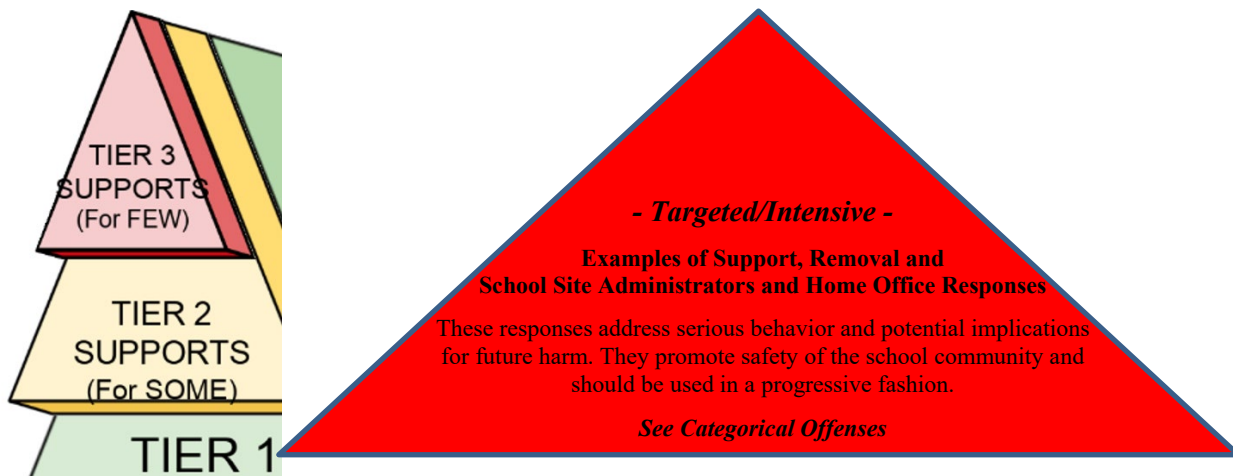 TIER 3
SUPPORTS
(For FEW)
TIER 2
SUPPORTS
(For SOME)
TIER 1
- Targeted/Intensive -
Examples of Support, Removal and
School Site Administrators and Home Office Responses
These responses address serious behavior and potential implications
for future harm. They promote safety of the school community and
should be used in a progressive fashion.
See Categorical Offenses